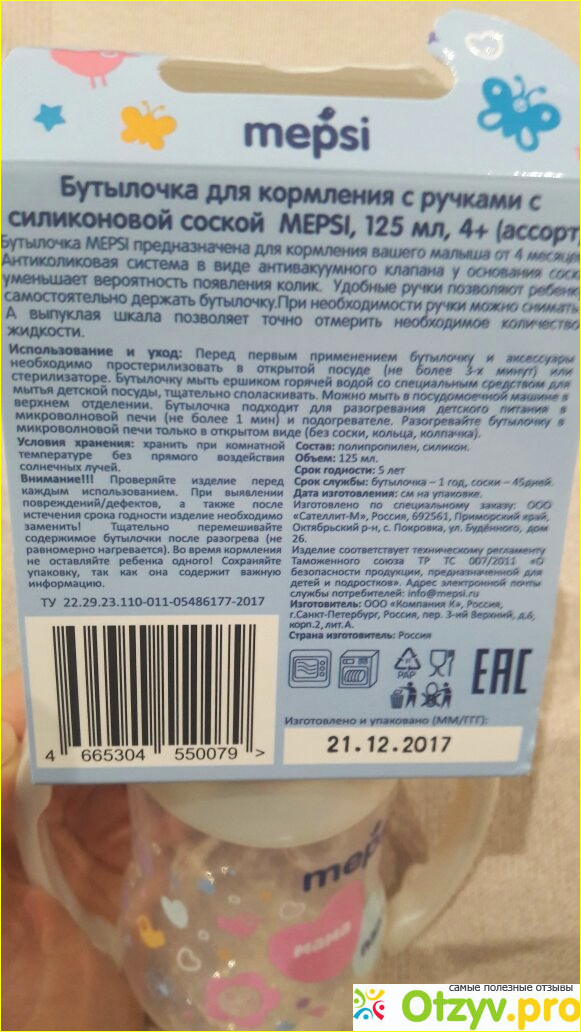 mepsi
Бутылочка для кормления с ручками с
силиконовой соской MEPSI, 125 мл, 4+ (ассорт
Бутылочка MEPSI предназначена для кормления вашего малыша от 4 месяце
Антиколиковая система в виде антивакуумного клапана у основания соск
уменьшает вероятность появления колик. Удобные ручки позволяют ребенк
самостоятельно держать бутылочку.При необходимости ручки можно снимать
А выпуклая шкала позволяет точно отмерить необходимое количество
жидкости.
Использование и уход: Перед первым применением бутылочку и аксессуары
необходимо простерилизовать в открытой посуде (не более 3-х минут) или
стерилизаторе. Бутылочку мыть ершиком горячей водой со специальным средством для
мытья детской посуды, тщательно споласкивать. Можно мыть в посудомоечной машине в
верхнем отделении. Бутылочка подходит для разогревания детского питания в
микроволновой печи (не более 1 мин) и подогревателе. Разогревайте бутылочку в
микроволновой печи только в открытом виде (без соски, кольца, колпачка).
Условия хранения: хранить при комнатной
температуре без прямого воздействия
солнечных лучей.
Внимание!!! Проверяйте изделие перед
каждым использованием. При выявлении
повреждений/дефектов, а также после
истечения срока годности изделие необходимо
заменить! Тщательно перемешивайте
содержимое бутылочки после разогрева (не
равномерно нагревается). Во время кормления
не оставляйте ребенка одного! Сохраняйте
упаковку, так как она содержит важную
информацию.
ТУ 22.29.23.110-011-05486177-2017
Состав: полипропилен, силикон.
Объем: 125 мл.
Срок годности: 5 лет
Срок службы: бутылочка – 1 год, соски – 45дней.
Дата изготовления: см на упаковке.
Изготовлено по специальному заказу: ООО
«Сателлит-М», Россия, 692561, Приморский край,
Октябрьский р-н, с. Покровка, ул. Будённого, дом
26.
Изделие соответствует техническому регламенту
Таможенного союза ТР ТС 007/2011 «О
безопасности продукции, предназначенной для
детей и подростков». Адрес электронной почты
службы потребителей: info@mepsi.ru
Изготовитель: ООО «Компания К», Россия,
г.Санкт-Петербург, Россия, пер. 3-ий Верхний, д.6,
корп.2, лит.А.
Страна изготовитель: Россия
PAP
EAC
Изготовлено и упаковано (ММ/ГГГ):
21.12.2017
4 665304 550079 >
mepsi
мама
самые полезные отзывы
Otzyv.pro